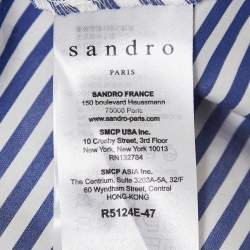 sandro
PARIS
SANDRO FRANCE
150 boulevard Haussmann
75008 Paris
www.sandro-paris.com
SMCP USA Inc.
10 Crosby Street, 3rd Floor
New York, New York 10013
RN132784
SMCP ASIA Inc.
The Centrium, Suite 3203A-5A, 32/F
60 Wyndham Street, Central
HONG-KONG
R5124E-47